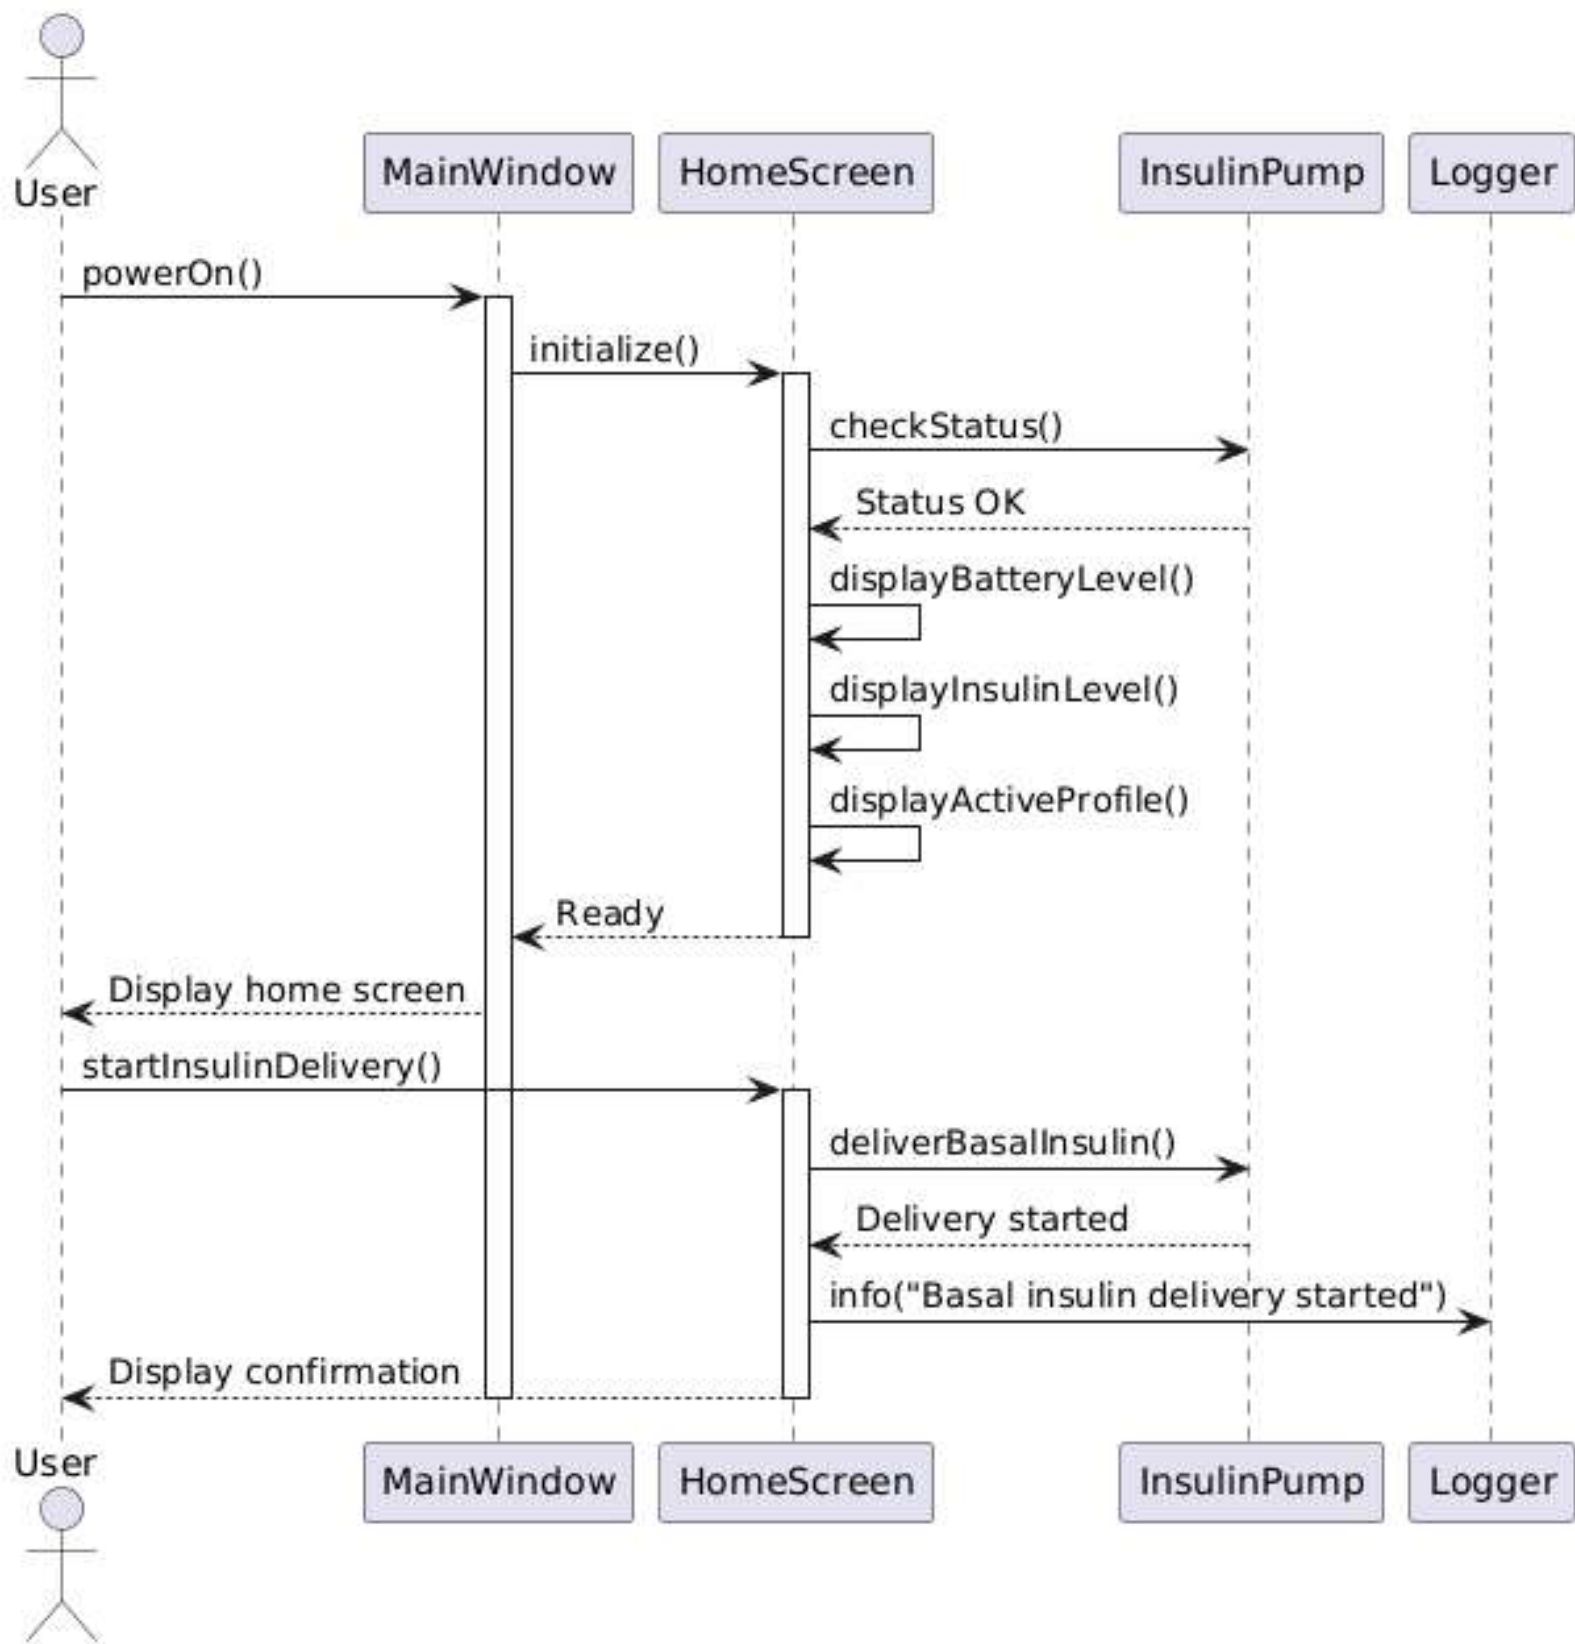 User
MainWindow
HomeScreen
InsulinPump
Logger
powerOn()
initialize()
checkStatus()
Status OK
displayBatteryLevel()
displayInsulinLevel()
displayActiveProfile()
Ready
Display home screen
startInsulinDelivery()
deliverBasalInsulin()
Delivery started
info("Basal insulin delivery started")
Display confirmation
User
MainWindow
HomeScreen
InsulinPump
Logger